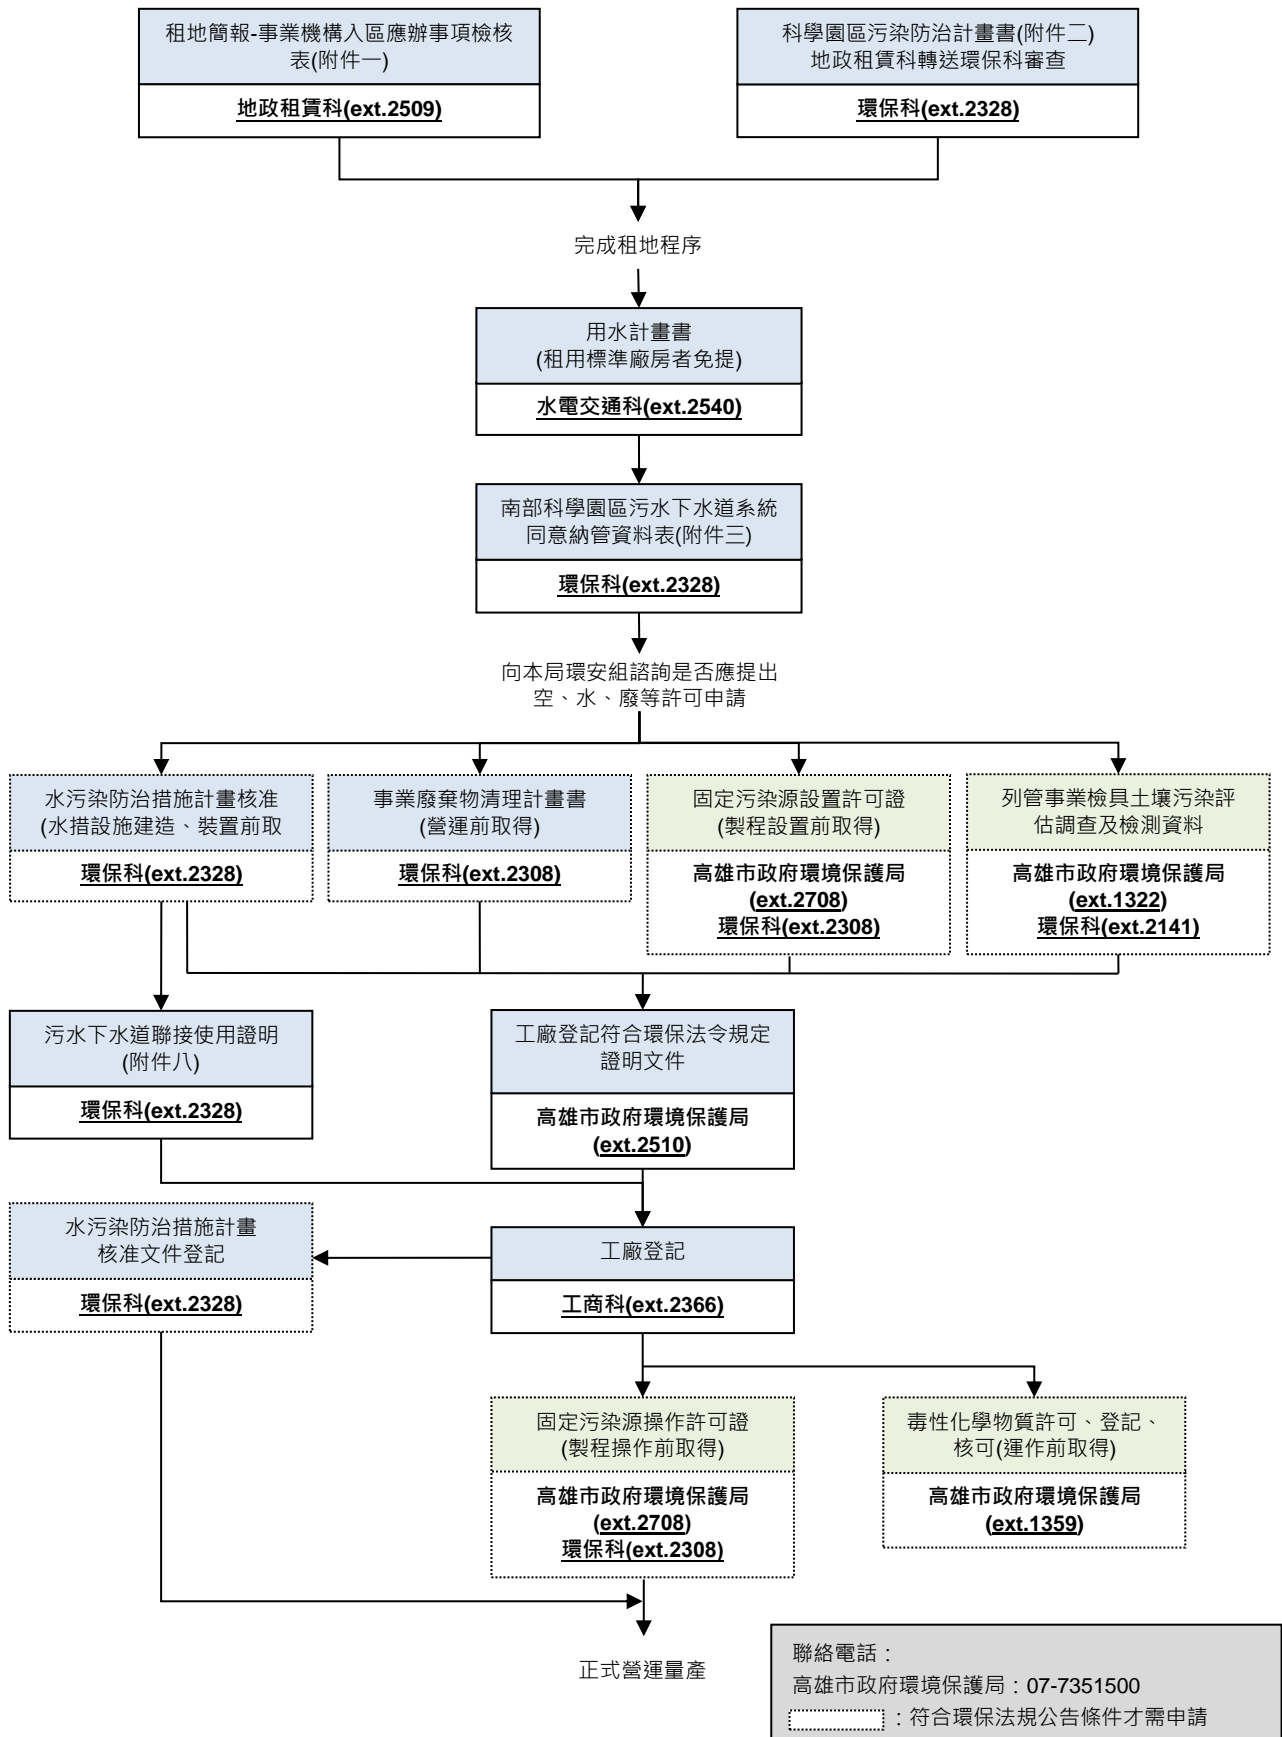 租地簡報-事業機構入區應辦事項檢核
表(附件一)
地政租賃科(ext.2509)
科學園區污染防治計畫書(附件二)
地政租賃科轉送環保科審查
環保科(ext.2328)
完成租地程序
用水計畫書
(租用標準廠房者免提)
水電交通科(ext.2540)
南部科學園區污水下水道系統
同意納管資料表(附件三)
環保科(ext.2328)
向本局環安組諮詢是否應提出
空、水、廢等許可申請
水污染防治措施計畫核准
(水措設施建造、裝置前取
環保科(ext.2328)
事業廢棄物清理計畫書
(營運前取得)
環保科(ext.2308)
固定污染源設置許可證
(製程設置前取得)
高雄市政府環境保護局
(ext.2708)
環保科(ext.2308)
列管事業檢具土壤污染評
估調查及檢測資料
高雄市政府環境保護局
(ext.1322)
環保科(ext.2141)
污水下水道聯接使用證明
(附件八)
環保科(ext.2328)
工廠登記符合環保法令規定
證明文件
高雄市政府環境保護局
(ext.2510)
水污染防治措施計畫
核准文件登記
環保科(ext.2328)
工廠登記
工商科(ext.2366)
固定污染源操作許可證
(製程操作前取得)
高雄市政府環境保護局
(ext.2708)
環保科(ext.2308)
毒性化學物質許可、登記、
核可(運作前取得)
高雄市政府環境保護局
(ext.1359)
正式營運量產
聯絡電話：
高雄市政府環境保護局：07-7351500
：符合環保法規公告條件才需申請